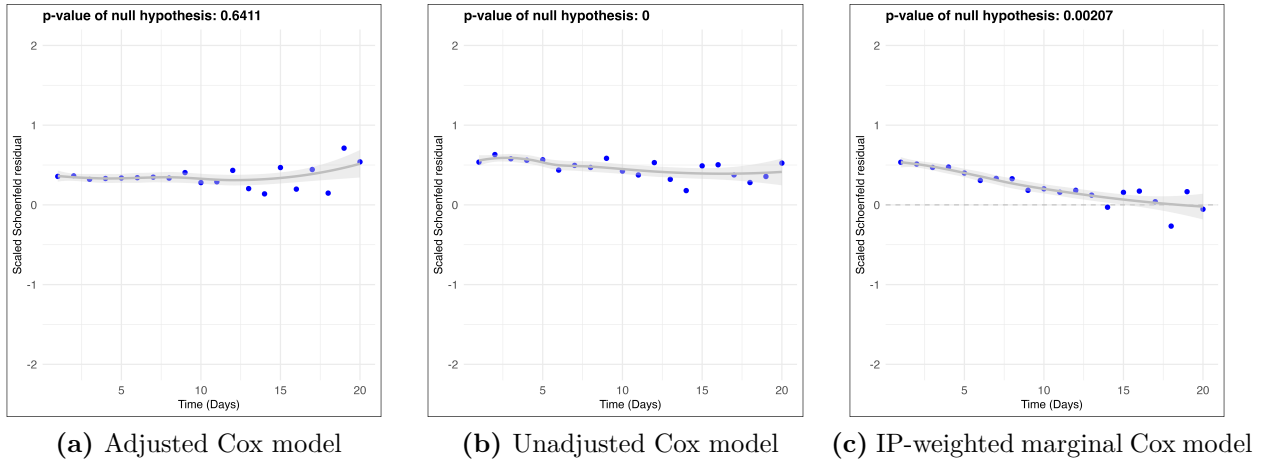 p-value of null hypothesis: 0.6411
2
1
0
-1
-2
Scaled Schoenfeld residual
5 10 15 20
Time (Days)
(a) Adjusted Cox model
p-value of null hypothesis: 0
2
1
0
-1
-2
Scaled Schoenfeld residual
5 10 15 20
Time (Days)
(b) Unadjusted Cox model
p-value of null hypothesis: 0.00207
2
1
0
-1
-2
Scaled Schoenfeld residual
5 10 15 20
Time (Days)
(c) IP-weighted marginal Cox model